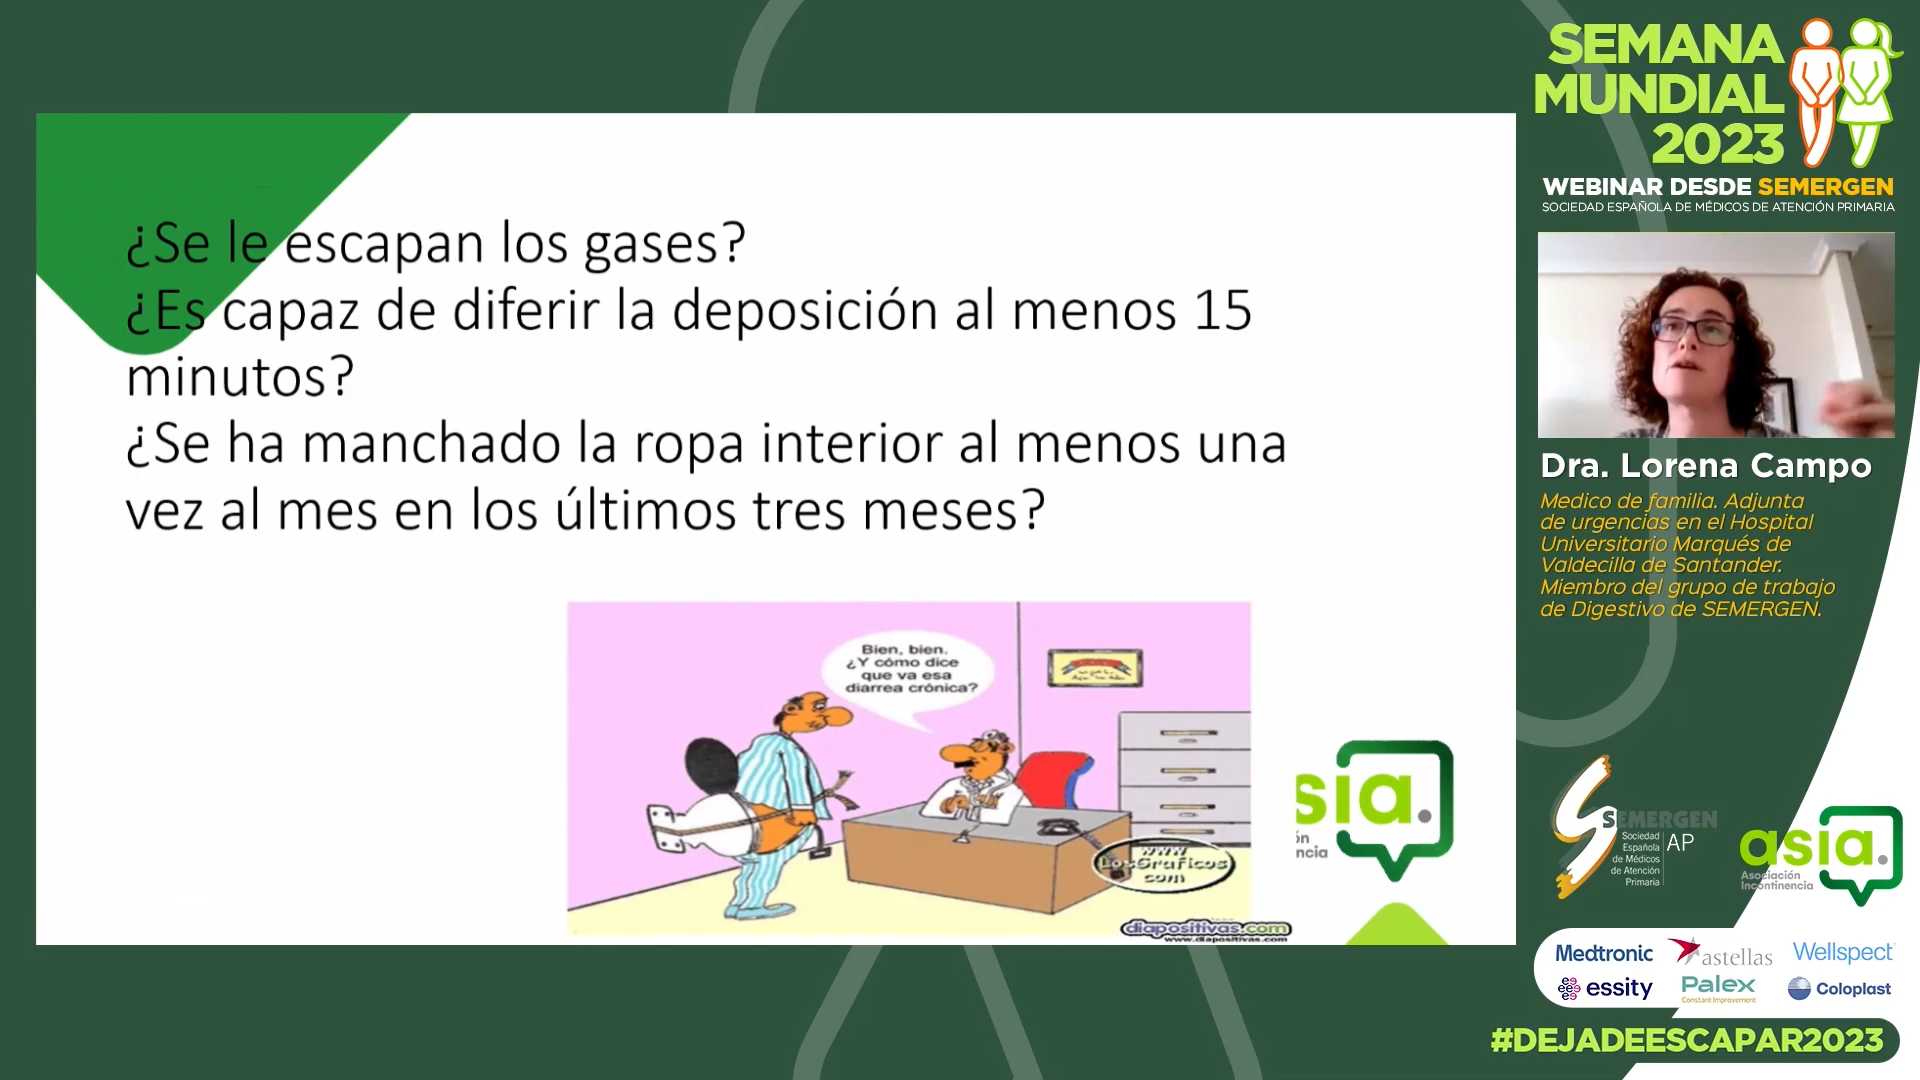 SEMANA
MUNDIAL
2023
WEBINAR DESDE SEMERGEN
SOCIEDAD ESPAÑOLA DE MÉDICOS DE ATENCIÓN PRIMARIA
¿Se le escapan los gases?
¿Es capaz de diferir la deposición al menos 15
minutos?
¿Se ha manchado la ropa interior al menos una
vez al mes en los últimos tres meses?
Bien, bien.
¿Y cómo dice
que va esa
diarrea crónica?
www
LosGraficos
com
diapositivas.com
www.diapositivas.com
sia.
ón
ncia
Dra. Lorena Campo
Medico de familia. Adjunta
de urgencias en el Hospital
Universitario Marqués de
Valdecilla de Santander.
Miembro del grupo de trabajo
de Digestivo de SEMERGEN.
SEMERGEN
Sociedad
Española
de Médicos
de Atención
Primaria
AP
asia.
Asociación
Incontinencia
Medtronic
astellas
Wellspect
essity
Palex
Constant Improvement
Coloplast
#DEJADEESCAPAR2023